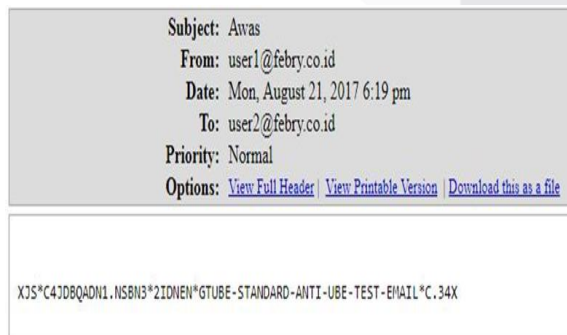 Subject: Awas
From: user1@febry.co.id
Date: Mon, August 21, 2017 6:19 pm
To: user2@febry.co.id
Priority: Normal
Options: View Full Header | View Printable Version | Download this as a file
XJS*C4JDBQADN1.NSBN3*2IDNEN*GTUBE-STANDARD-ANTI-UBE-TEST-EMAIL*C.34X